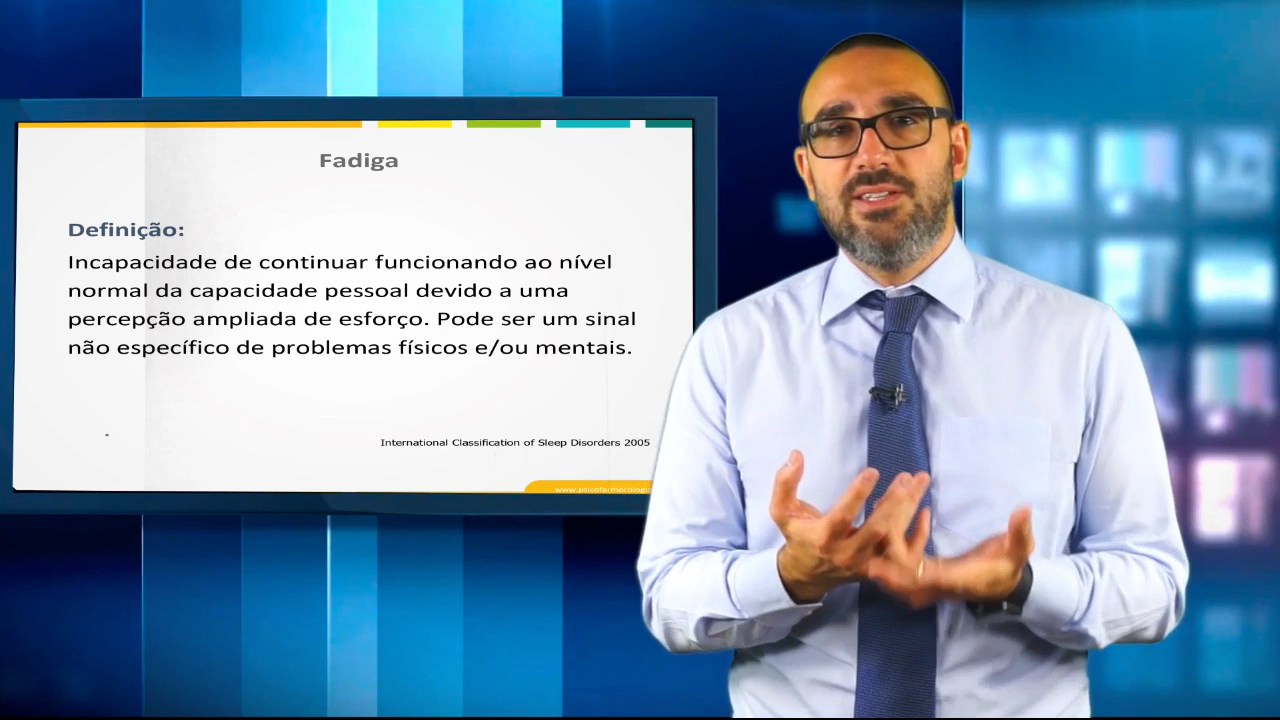 Fadiga
Definição:
Incapacidade de continuar funcionando ao nível
normal da capacidade pessoal devido a uma
percepção ampliada de esforço. Pode ser um sinal
não específico de problemas físicos e/ou mentais.
International Classification of Sleep Disorders 2005